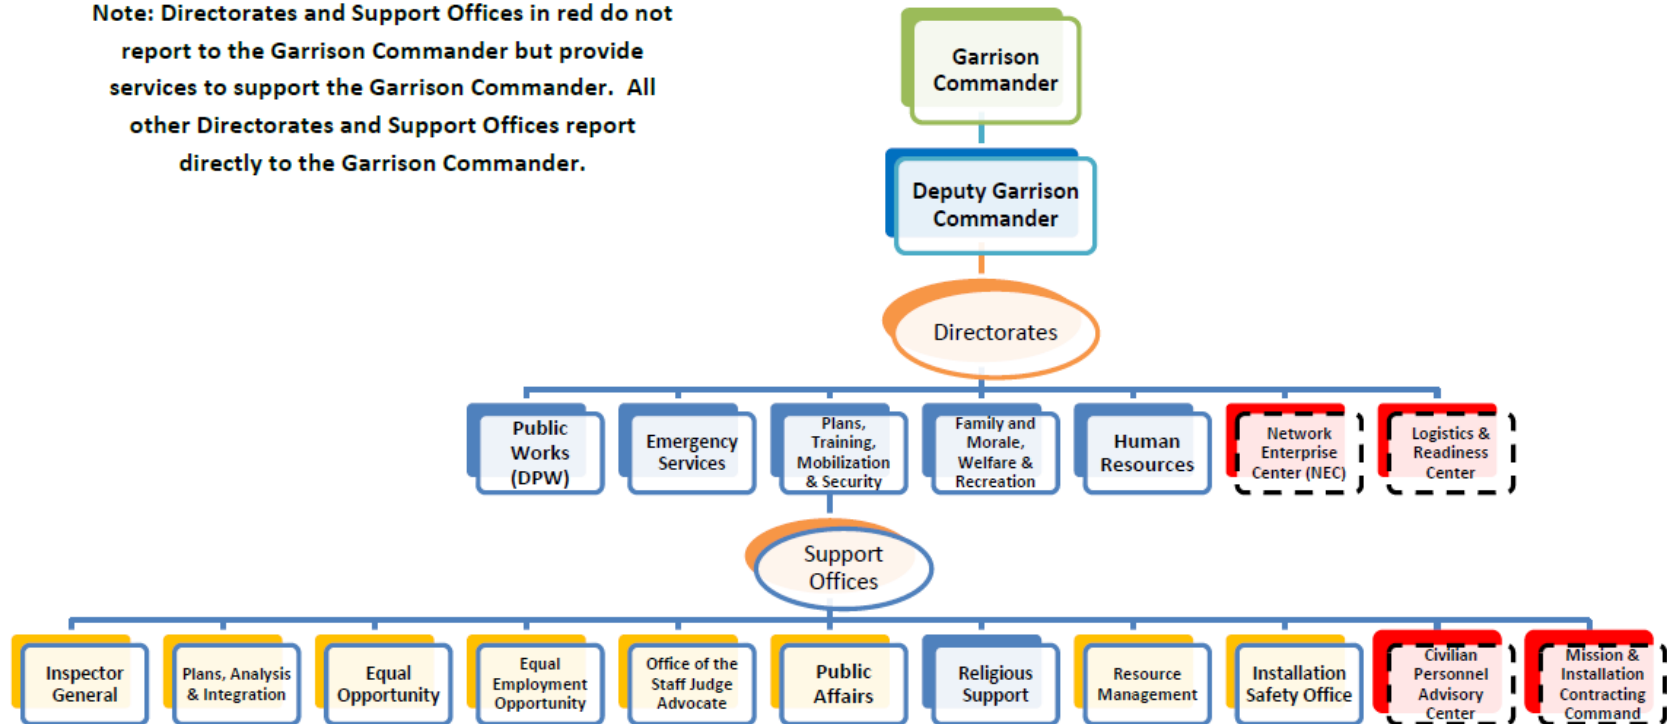 Note: Directorates and Support Offices in red do not
report to the Garrison Commander but provide
services to support the Garrison Commander.  All
other Directorates and Support Offices report
directly to the Garrison Commander.
Garrison
Commander
Deputy Garrison
Commander
Directorates
Public
Works
(DPW)
Emergency
Services
Plans,
Training,
Mobilization
& Security
Family and
Morale,
Welfare &
Recreation
Human
Resources
Network
Enterprise
Center (NEC)
Logistics &
Readiness
Center
Support
Offices
Inspector
General
Plans, Analysis
& Integration
Equal
Opportunity
Equal
Employment
Opportunity
Office of the
Staff Judge
Advocate
Public
Affairs
Religious
Support
Resource
Management
Installation
Safety Office
Civilian
Personnel
Advisory
Center
Mission &
Installation
Contracting
Command